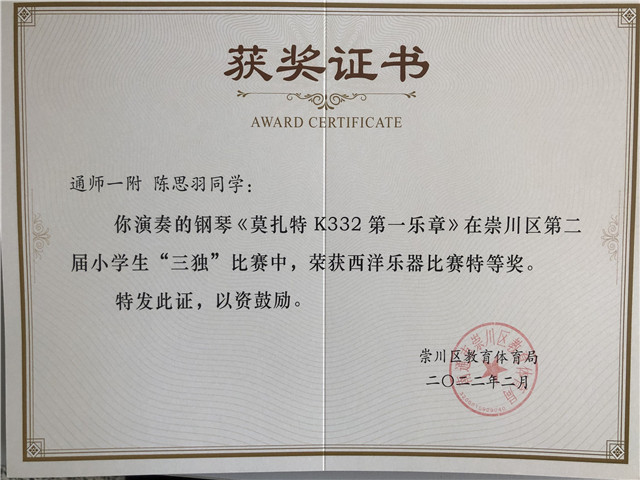 获奖证书
AWARD CERTIFICATE
通师一附 陈思羽同学：
你演奏的钢琴《莫扎特 K332 第一乐章》在崇川区第二
届小学生“三独”比赛中，荣获西洋乐器比赛特等奖。
特发此证，以资鼓励。
崇川区教育体育局
二〇二二年二月